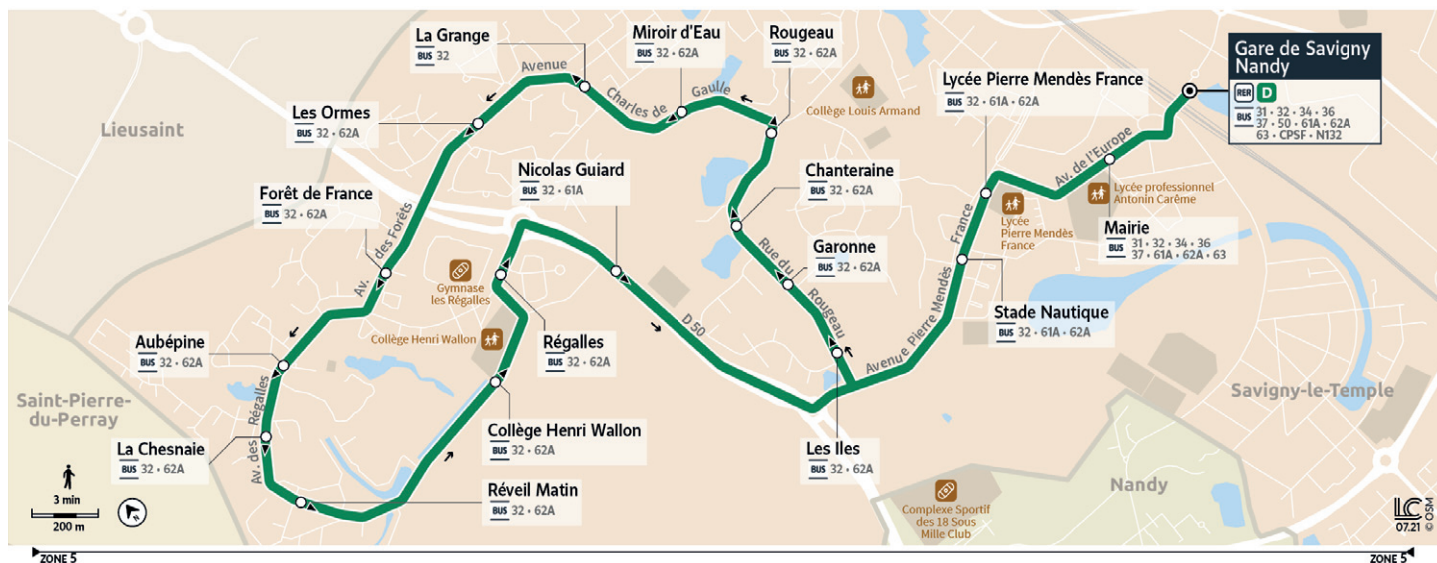 La Grange
BUS 32
Miroir d'Eau
BUS 32 • 62A
Rougeau
BUS 32 • 62A
Gare de Savigny
Nandy
RER D
BUS 31 • 32 • 34 • 36
37 • 50 • 61A • 62A
63 • CPSF • N132
Avenue Charles de Gaulle
Collège Louis Armand
Lycée Pierre Mendès France
BUS 32 • 61A • 62A
Les Ormes
BUS 32 • 62A
Lieusaint
Av. de l'Europe
Nicolas Guiard
BUS 32 • 61A
Chanteraine
BUS 32 • 62A
Forêt de France
BUS 32 • 62A
Av. des Forêts
Lycée professionnel
Antonin Carême
Lycée
Pierre Mendès
France
Mairie
BUS 31 • 32 • 34 • 36
37 • 61A • 62A • 63
Garonne
BUS 32 • 62A
Rue du Rougeau
Gymnase
les Régalles
Collège Henri Wallon
D 50
Avenue Pierre Mendès France
Stade Nautique
BUS 32 • 61A • 62A
Aubépine
BUS 32 • 62A
Régalles
BUS 32 • 62A
Saint-Pierre-
du-Perray
Savigny-le-Temple
Av. des Régalles
La Chesnaie
BUS 32 • 62A
Collège Henri Wallon
BUS 32 • 62A
Les Iles
BUS 32 • 62A
Réveil Matin
BUS 32 • 62A
Nandy
Complexe Sportif
des 18 Sous
Mille Club
3 min
200 m
LC
07.21
© OSM
ZONE 5
ZONE 5